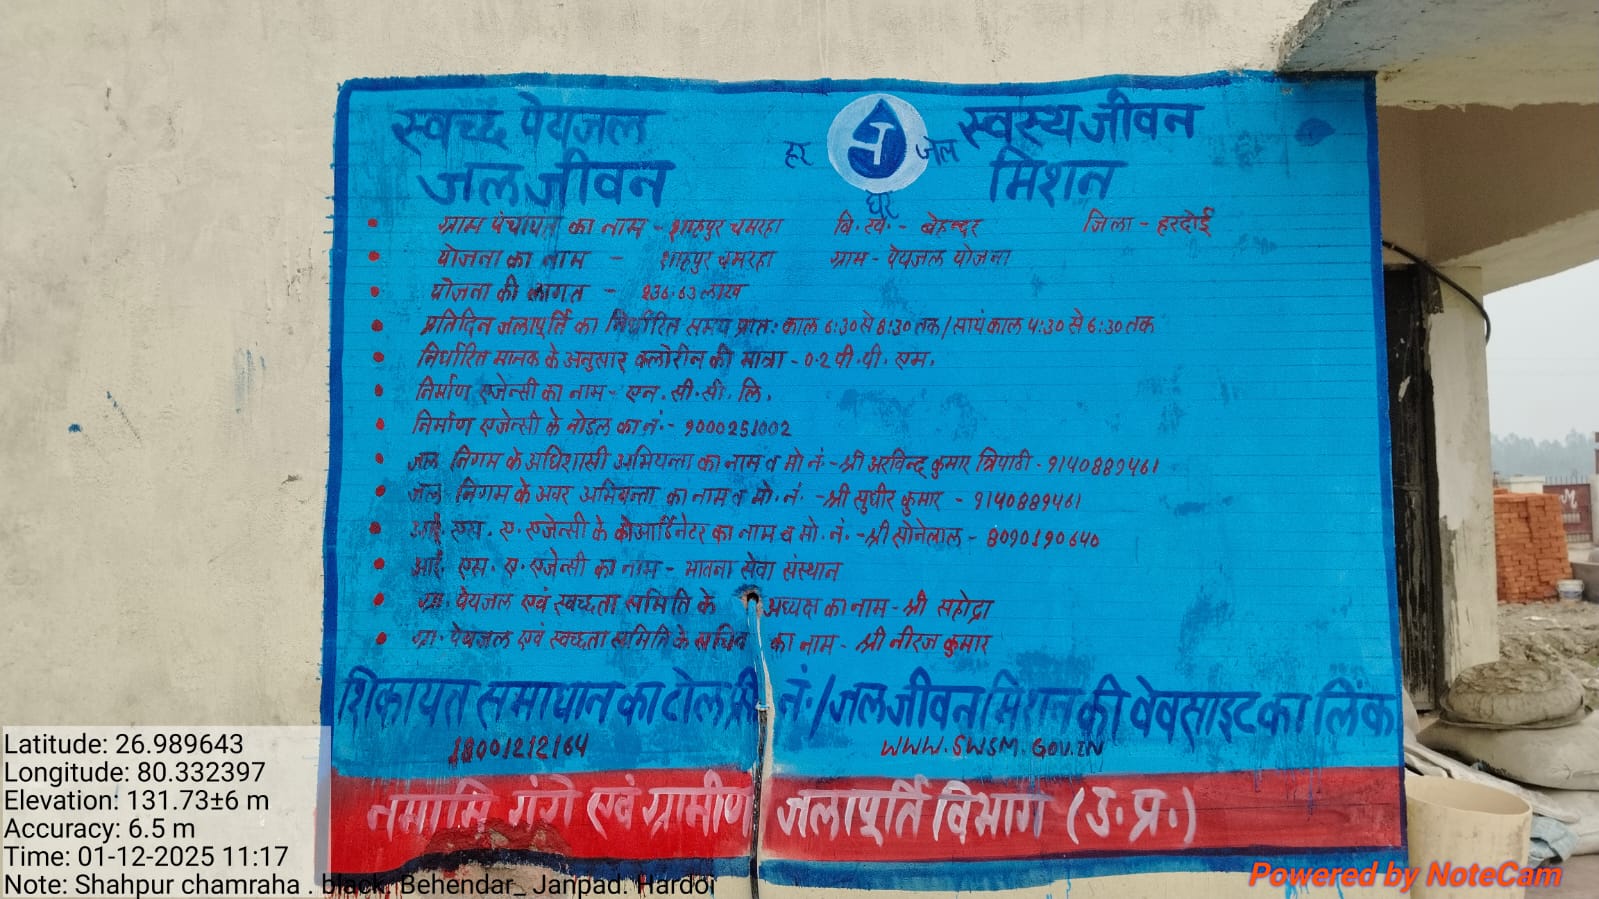 स्वच्छ पेयजल हर घर जल स्वस्थ्य जीवन
जल जीवन मिशन
• ग्राम पंचायत का नाम - शाहपुर चमरहा वि.ख. - बेहन्दर जिला - हरदोई
• योजना का नाम - शाहपुर चमरहा ग्राम - पेयजल योजना
• योजना की लागत - 236.63 लाख
• प्रतिदिन जलापूर्ति का निर्धारित समय प्रातः काल 6:30 से 8:30 तक / सायं काल 4:30 से 6:30 तक
• निर्धारित मानक के अनुसार क्लोरीन की मात्रा - 0.2 पी.पी. एम.
• निर्माण एजेन्सी का नाम - एन. सी. सी. लि.
• निर्माण एजेन्सी के नोडल का नं. - 9000251002
• जल निगम के अधिशासी अभियन्ता का नाम व मो नं - श्री अरविन्द कुमार त्रिपाठी - 9140889461
• जल निगम के अवर अभियन्ता का नाम व मो. नं. - श्री सुधीर कुमार - 9140889461
• आई. एस. ए. एजेन्सी के कोआर्डिनेटर का नाम व मो. नं. - श्री सोनेलाल - 8090190640
• आई. एस. ए. एजेन्सी का नाम - सेवा संस्थान
• ग्रा. पेयजल एवं स्वच्छता समिति के अध्यक्ष का नाम - श्री सहोद्रा
• ग्रा. पेयजल एवं स्वच्छता समिति के सचिव का नाम - श्री नीरज कुमार
शिकायत समाधान का टोल फ्री नं. / जल जीवन मिशन की वेबसाइट का लिंक
18001212164 WWW.SWSM.GOV.IN
नमामि गंगे एवं ग्रामीण जलापूर्ति विभाग (उ.प्र.)
Latitude: 26.989643
Longitude: 80.332397
Elevation: 131.73±6 m
Accuracy: 6.5 m
Time: 01-12-2025 11:17
Note: Shahpur chamraha . black. Behendar_ Janpad. Hardoi
Powered by NoteCam